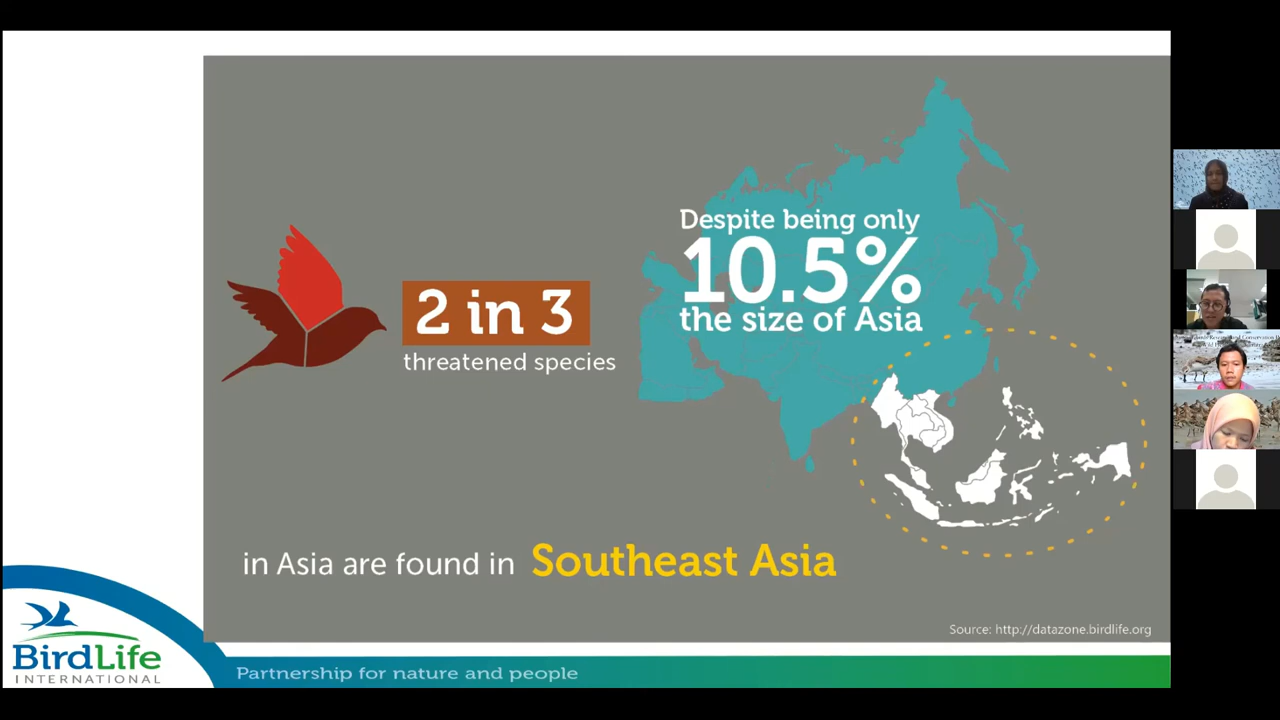 2 in 3
threatened species
Despite being only
10.5%
the size of Asia
in Asia are found in Southeast Asia
Source: http://datazone.birdlife.org
BirdLife
INTERNATIONAL
Partnership for nature and people